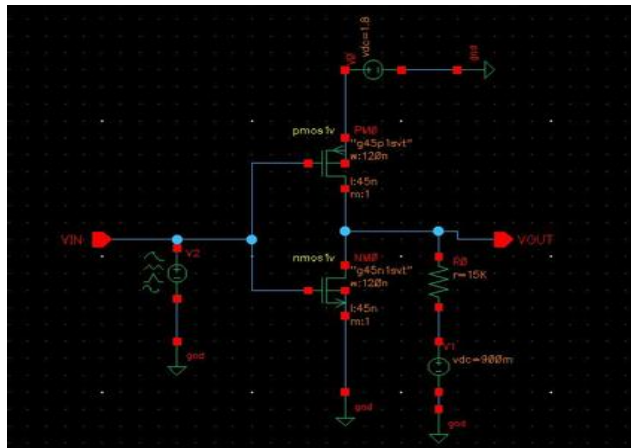 vdc=1.8
V0
gnd
pmos1v
PM0
"g45p1svt"
w:120n
l:45n
m:1
VIN
V2
VOUT
nmos1v
NM0
"g45n1svt"
w:120n
l:45n
m:1
R0
r=15K
V1
vdc=900m
gnd
gnd
gnd